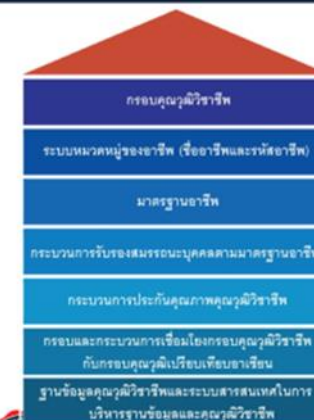 กรอบคุณวุฒิวิชาชีพ
ระบบหมวดหมู่ของอาชีพ (ชื่ออาชีพและรหัสอาชีพ)
มาตรฐานอาชีพ
กระบวนการรับรองสมรรถนะบุคคลตามมาตรฐานอาชีพ
กระบวนการประกันคุณภาพคุณวุฒิวิชาชีพ
กรอบและกระบวนการเชื่อมโยงกรอบคุณวุฒิวิชาชีพ
กับกรอบคุณวุฒิเปรียบเทียบอาเซียน
ฐานข้อมูลคุณวุฒิวิชาชีพและระบบสารสนเทศในการ
บริหารฐานข้อมูลและคุณวุฒิวิชาชีพ